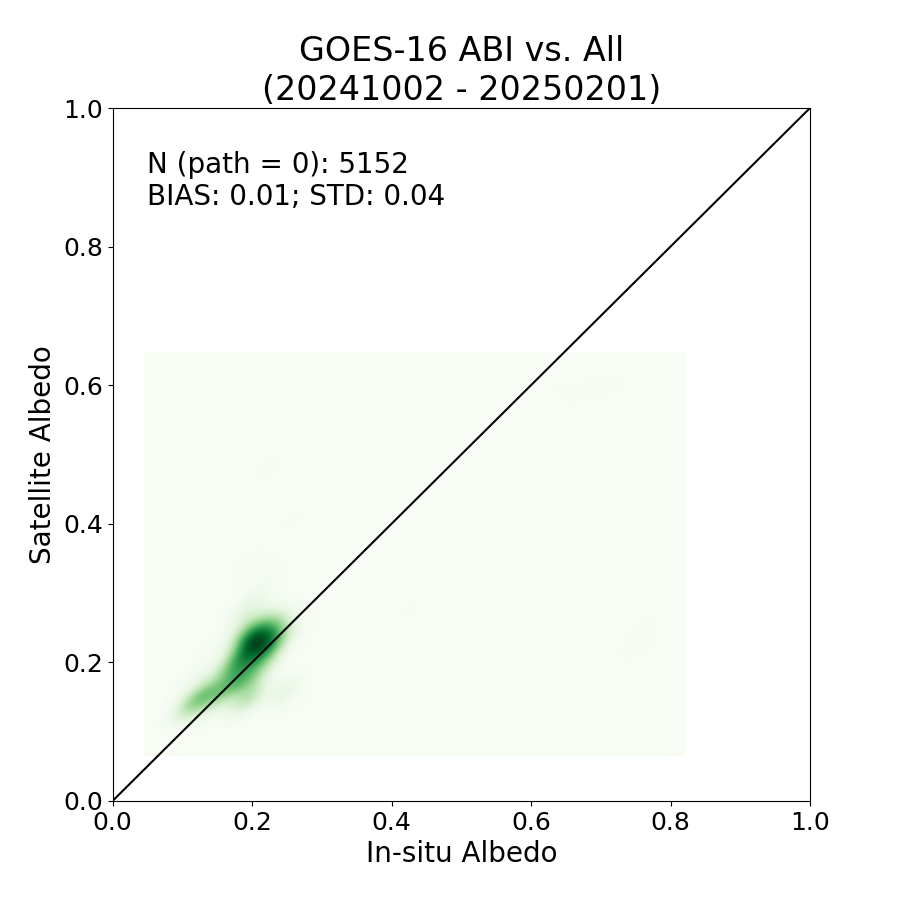 GOES-16 ABI vs. All
(20241002 - 20250201)
1.0
N (path = 0): 5152
BIAS: 0.01; STD: 0.04
0.8
0.6
0.4
0.2
0.0
Satellite Albedo
0.0 0.2 0.4 0.6 0.8 1.0
In-situ Albedo